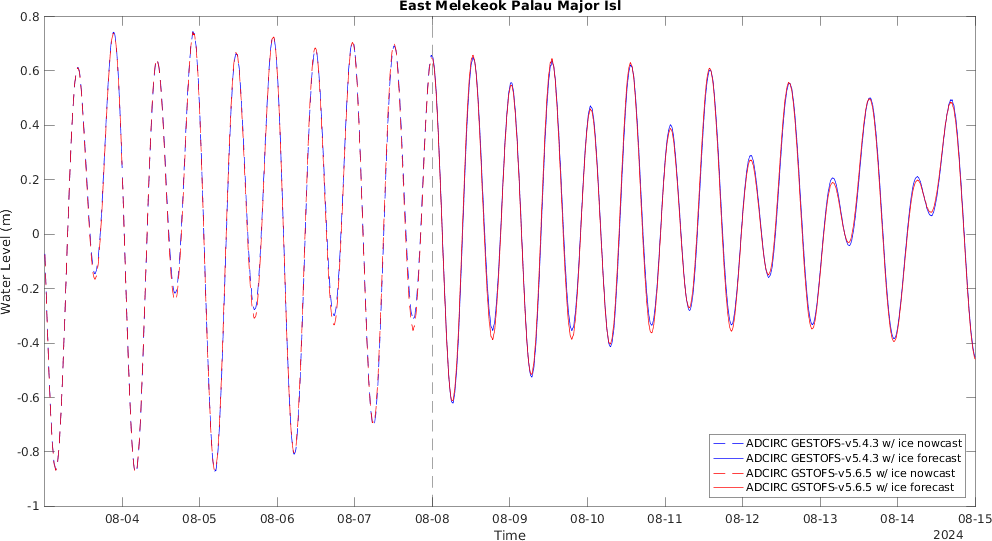 East Melekeok Palau Major Isl
0.8
0.6
0.4
0.2
0
-0.2
-0.4
-0.6
-0.8
-1
Water Level (m)
ADCIRC GESTOFS-v5.4.3 w/ ice nowcast
ADCIRC GESTOFS-v5.4.3 w/ ice forecast
ADCIRC GSTOFS-v5.6.5 w/ ice nowcast
ADCIRC GSTOFS-v5.6.5 w/ ice forecast
08-04 08-05 08-06 08-07 08-08 08-09 08-10 08-11 08-12 08-13 08-14 08-15
Time
2024